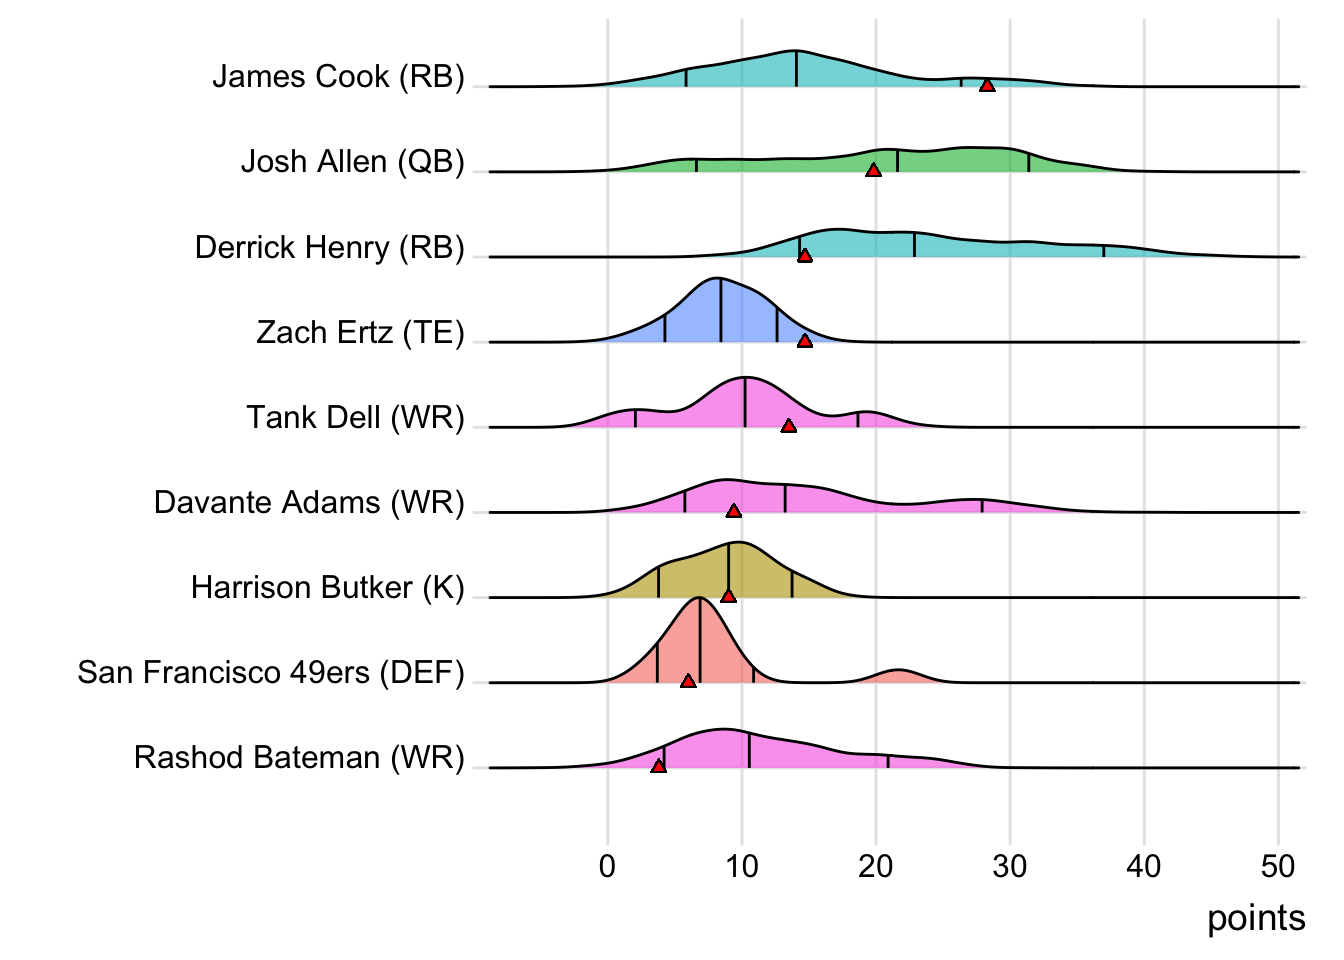 James Cook (RB)
Josh Allen (QB)
Derrick Henry (RB)
Zach Ertz (TE)
Tank Dell (WR)
Davante Adams (WR)
Harrison Butker (K)
San Francisco 49ers (DEF)
Rashod Bateman (WR)
0 10 20 30 40 50
points